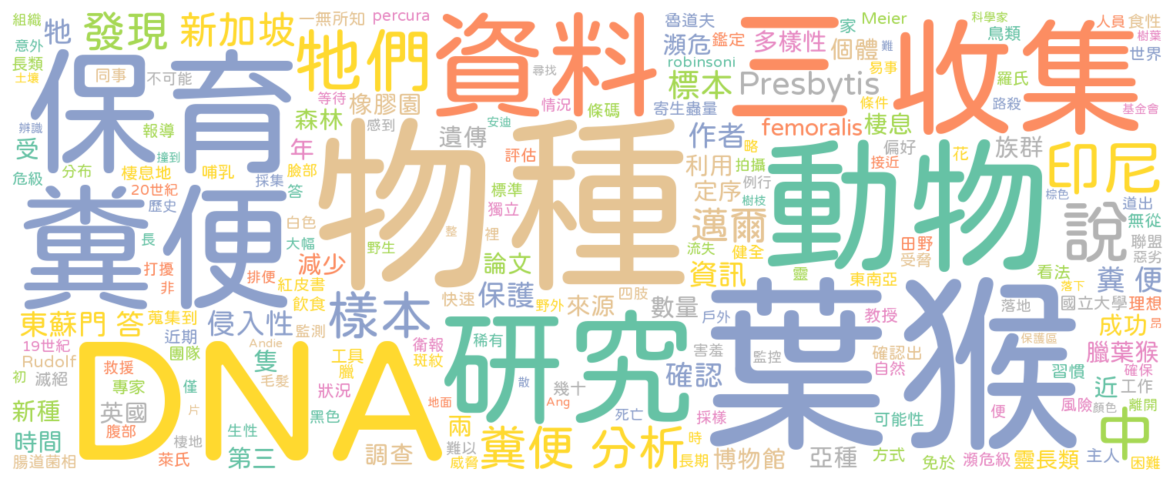 組織
發現
新加坡
牠
一無所知
percura
牠們
資料
三
收集
魯道夫
瀕危
鑑定
多樣性
家
Meier
個體
科學家
鳥類
人員
食性
難
樹葉
世界
意外
長類
土壤
保育
同事
不可能
robinsoni
標本
Presbytis
易事
羅氏
尋找
等待
橡膠園
情況
條碼
寄生蟲量
條件
路殺
基金會
辨識
報導
森林
感到
遺傳
安迪
作者
femoralis
棲息
受
年
評估
略
偏好
族群
危級
分布
撞到
棲息地
哺乳
臉部
物種
利用
拍攝
接近
花
印尼
20世紀
採集
答
標準
定序
例行
動物
棕色
道出
糞便
歷史
白色
獨立
樹枝
邁爾
說
無從
長
大幅
整
裡
流失
健全
田野
聯盟
野生
受脅
惡劣
打擾
排便
減少
論文
資訊
靈
東南亞
看法
糞 便
非
紅皮書
四肢
落下
東蘇門
答
蒐集到
飲食
樣本
快速
保護
野外
來源
數量
戶外
葉猴
落地
國立大學
理想
近期
侵入性
監測
教授
成功
昂
19世紀
團隊
Andie
隻
衛報
研究
稀有
害羞
監控
確認出
保護區
Rudolf
救援
工具
斑紋
確認
自然
臘葉猴
確保
初
滅絕
專家
毛髮
臘
幾十
習慣
僅
DNA
狀況
散
Ang
死亡
採樣
便
近
工作
新種
英國
片
黑色
地面
可能性
風險
顏色
離開
腹部
兩
時間
棲地
生性
難以
糞便
分析
時
方式
中
腸道菌相
萊氏
第三
調查
威脅
長期
博物館
亞種
免於
瀕危級
靈長類
主人
困難